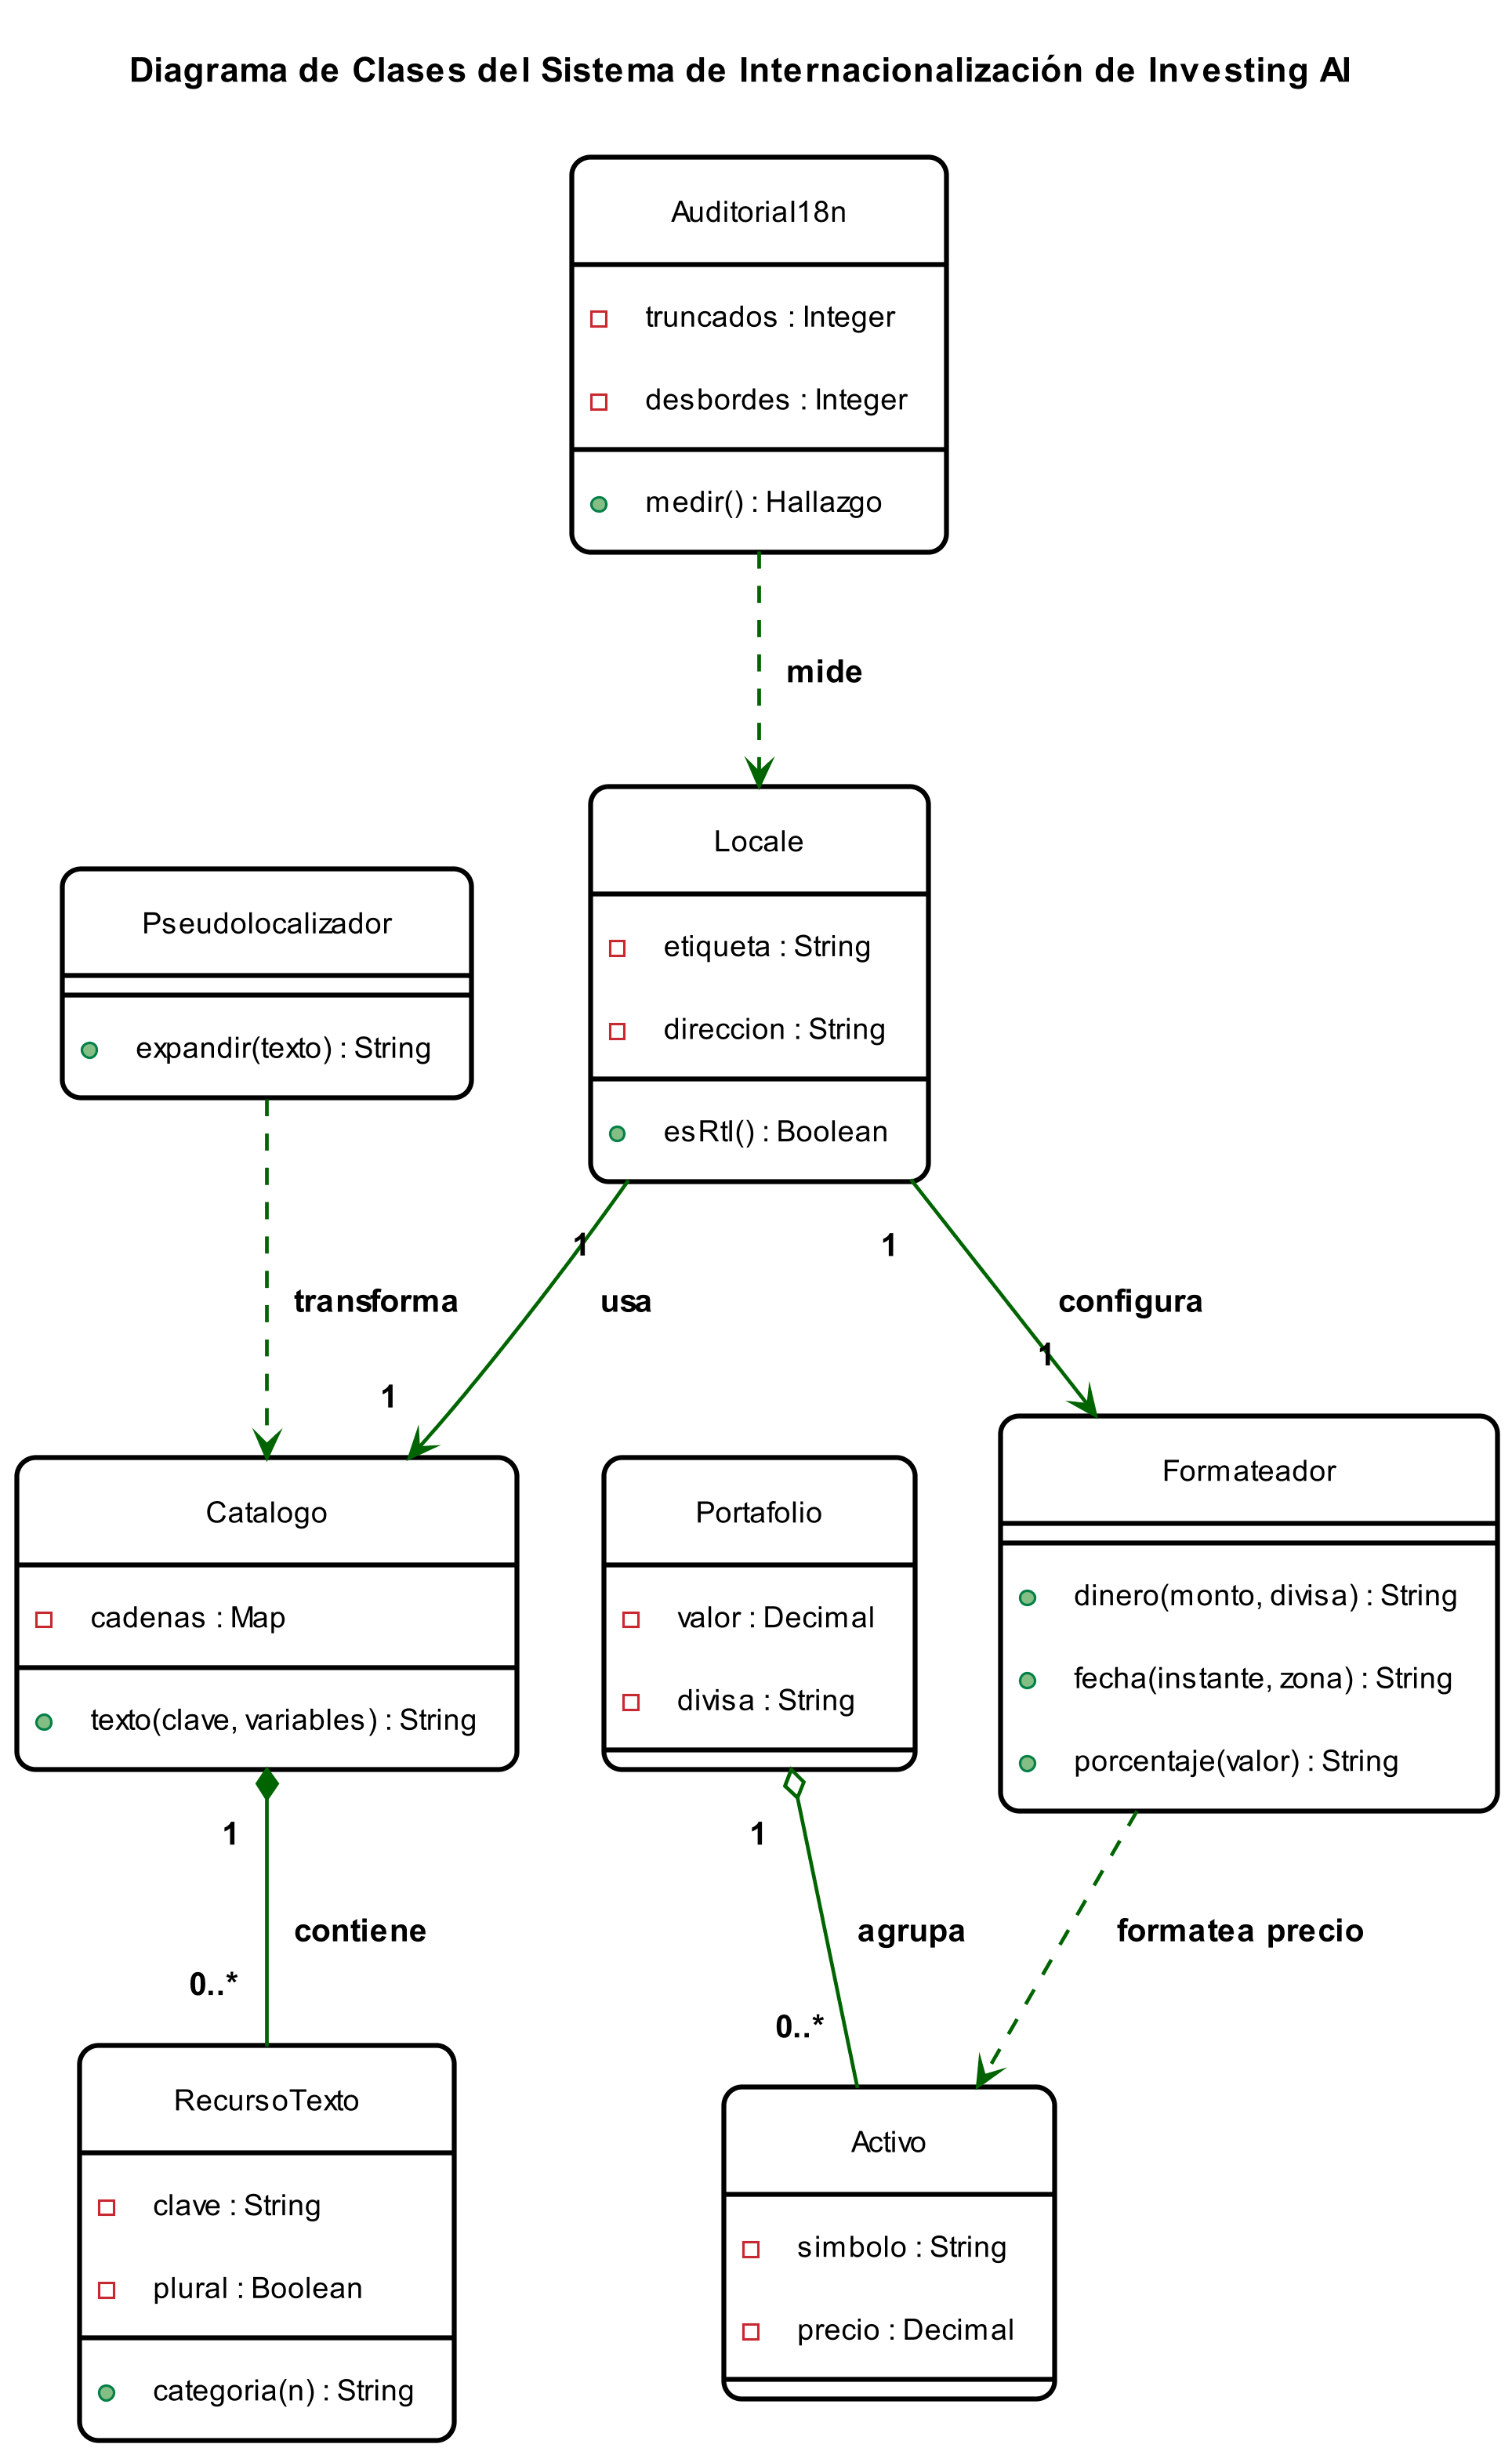 Diagrama de Clases del Sistema de Internacionalización de Investing AI
AuditoriaI18n
truncados : Integer
desbordes : Integer
medir() : Hallazgo
mide
Locale
etiqueta : String
direccion : String
esRtl() : Boolean
Pseudolocalizador
expandir(texto) : String
1
1
transforma
usa
configura
1
1
Catalogo
cadenas : Map
texto(clave, variables) : String
Portafolio
valor : Decimal
divisa : String
Formateador
dinero(monto, divisa) : String
fecha(instante, zona) : String
porcentaje(valor) : String
1
1
contiene
agrupa
formatea precio
0..*
0..*
RecursoTexto
clave : String
plural : Boolean
categoria(n) : String
Activo
simbolo : String
precio : Decimal